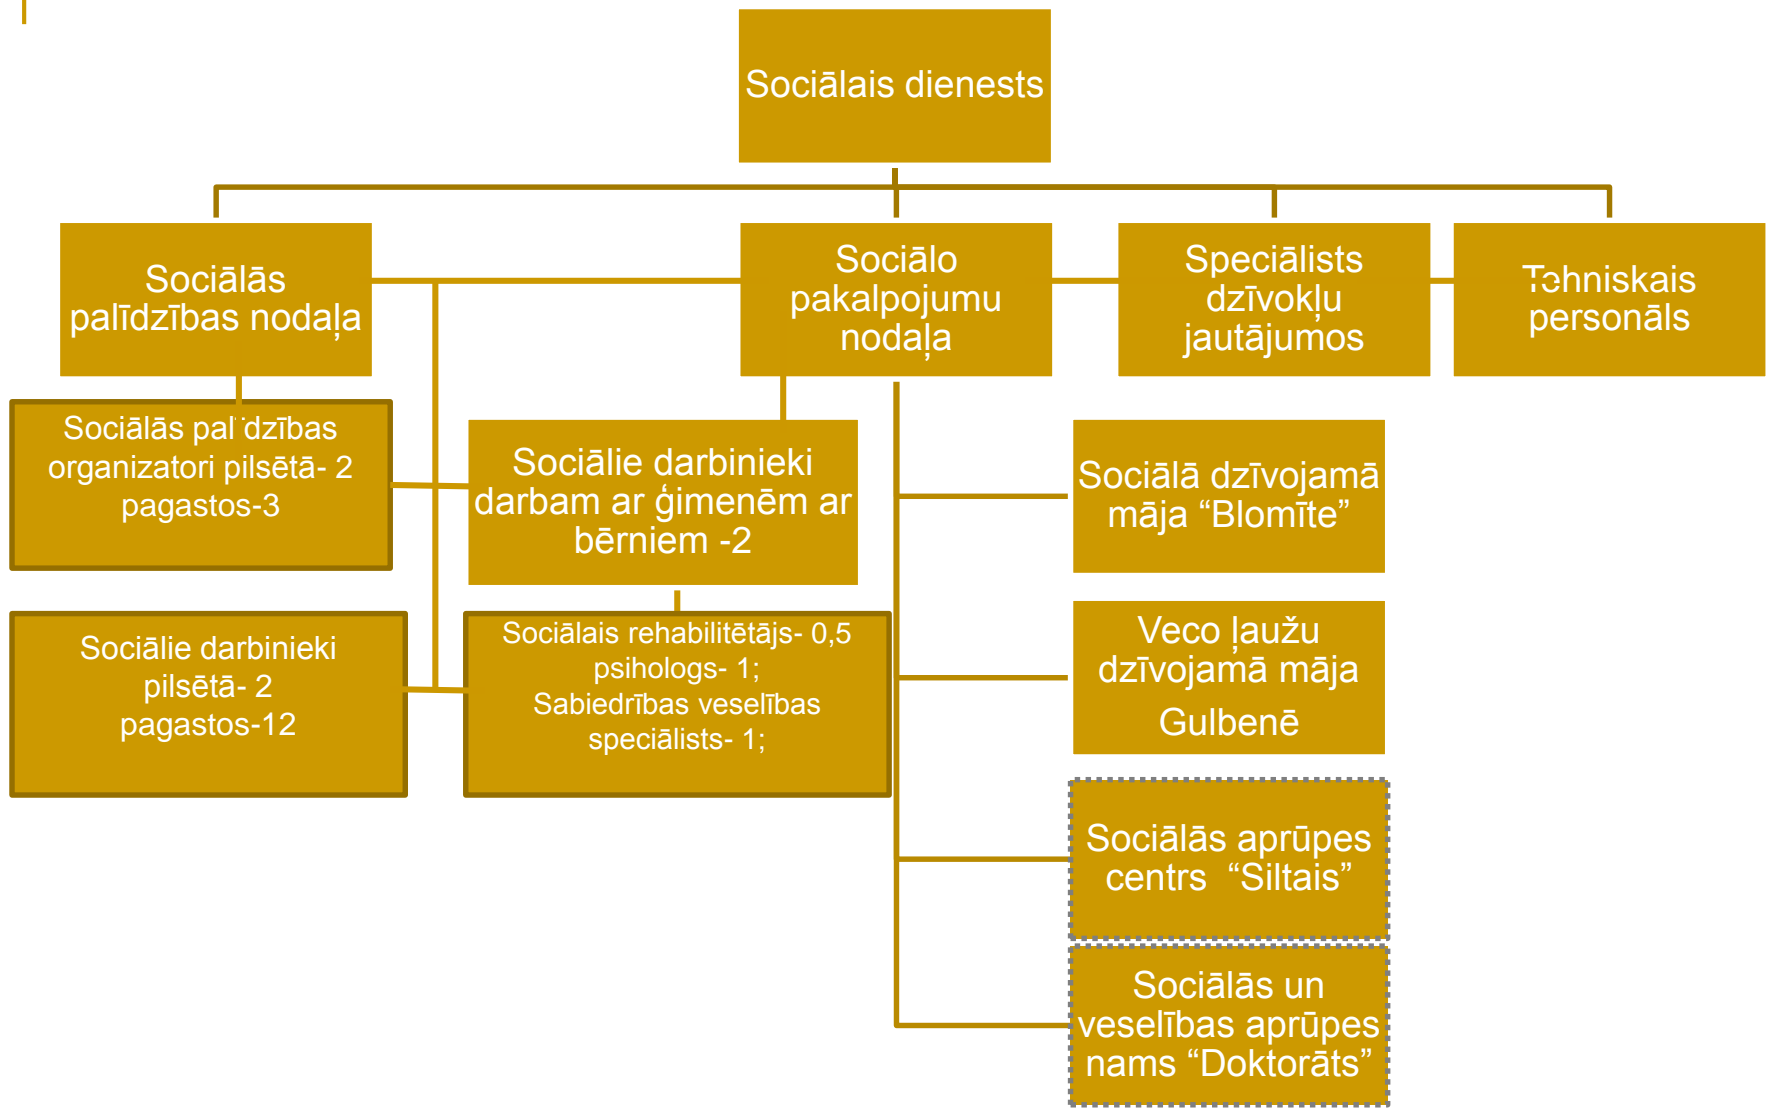 Sociālais dienests
Sociālās
palīdzības nodaļa
Sociālo
pakalpojumu
nodaļa
Speciālists
dzīvokļu
jautājumos
Tehniskais
personāls
Sociālās palīdzības
organizatori pilsētā- 2
pagastos-3
Sociālie darbinieki
darbam ar ģimenēm ar
bērniem -2
Sociālā dzīvojamā
māja “Blomīte”
Sociālie darbinieki
pilsētā- 2
pagastos-12
Sociālais rehabilitētājs- 0,5
psihologs- 1;
Sabiedrības veselības
speciālists- 1;
Veco ļaužu
dzīvojamā māja
Gulbenē
Sociālās aprūpes
centrs “Siltais”
Sociālās un
veselības aprūpes
nams “Doktorāts”